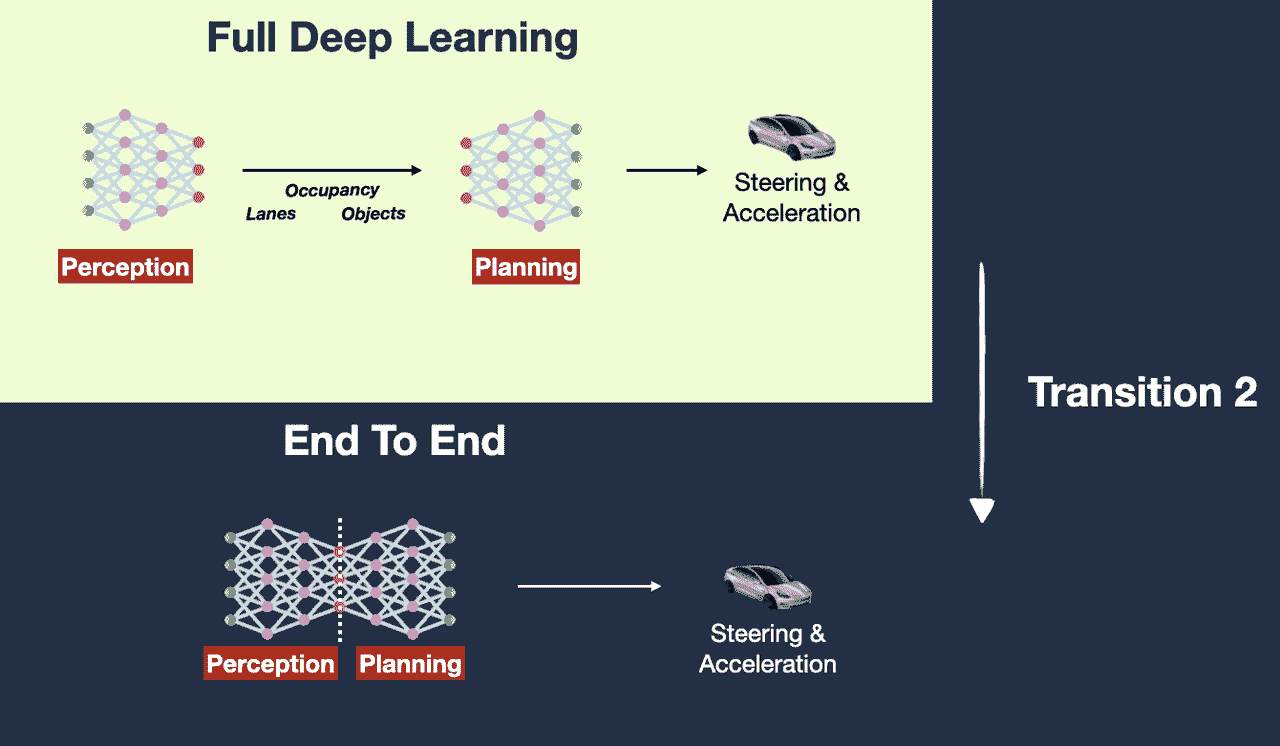 Full Deep Learning
Occupancy
Lanes Objects
Steering &
Acceleration
Perception
Planning
Transition 2
End To End
Steering &
Acceleration
Perception
Planning